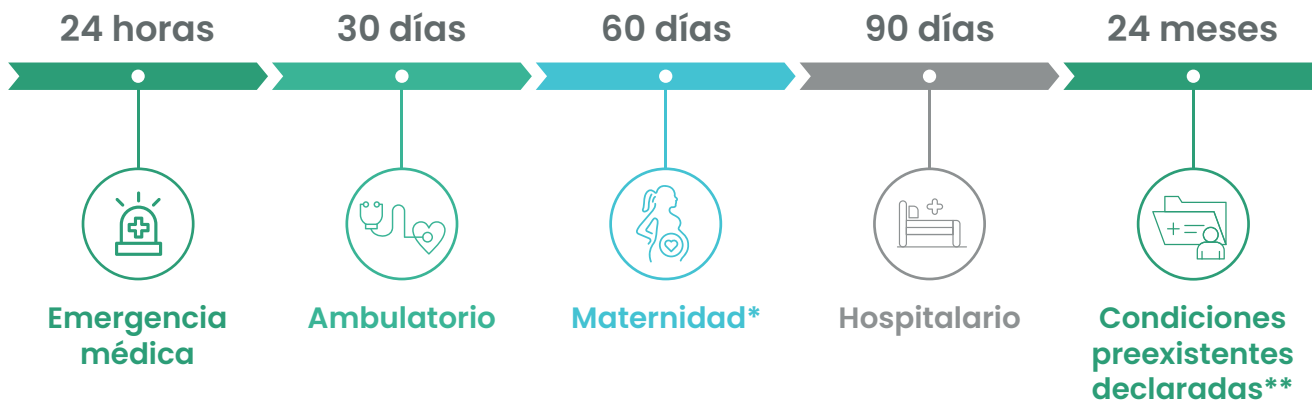 24 horas
30 días
60 días
90 días
24 meses
Emergencia
médica
Ambulatorio
Maternidad*
Hospitalario
Condiciones
preexistentes
declaradas**